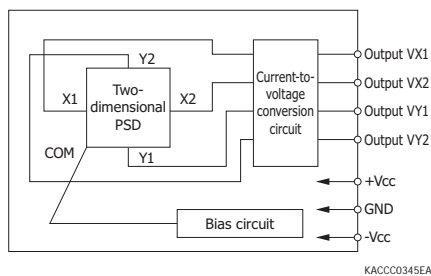 Y2
X1
Two-
dimensional
PSD
X2
Y1
COM
Current-to-
voltage
conversion
circuit
Bias circuit
Output VX1
Output VX2
Output VY1
Output VY2
+Vcc
GND
-Vcc
KACCC0345EA